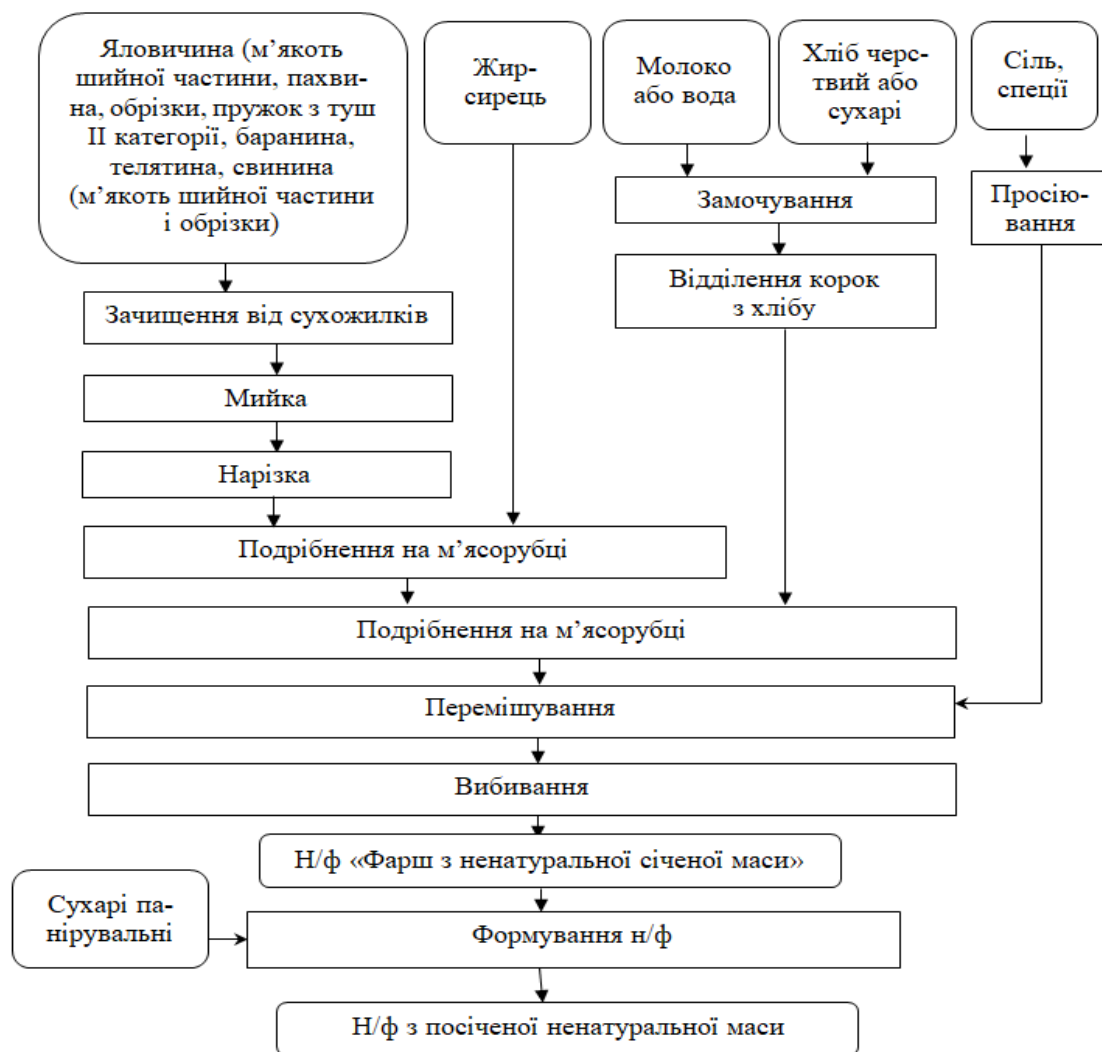 Яловичина (м’якоть
шийної частини, пахви-
на, обрізки, пружок з туш
ІІ категорії, баранина,
телятина, свинина
(м’якоть шийної частини
і обрізки)
Жир-
сирець
Молоко
або вода
Хліб черс-
твий або
сухарі
Сіль,
спеції
Замочування
Просію-
вання
Відділення корок
з хлібу
Зачищення від сухожилків
Мийка
Нарізка
Подрібнення на м’ясорубці
Подрібнення на м’ясорубці
Перемішування
Вибивання
Н/ф «Фарш з ненатуральної січеної маси»
Сухарі па-
нірувальні
Формування н/ф
Н/ф з посіченої ненатуральної маси